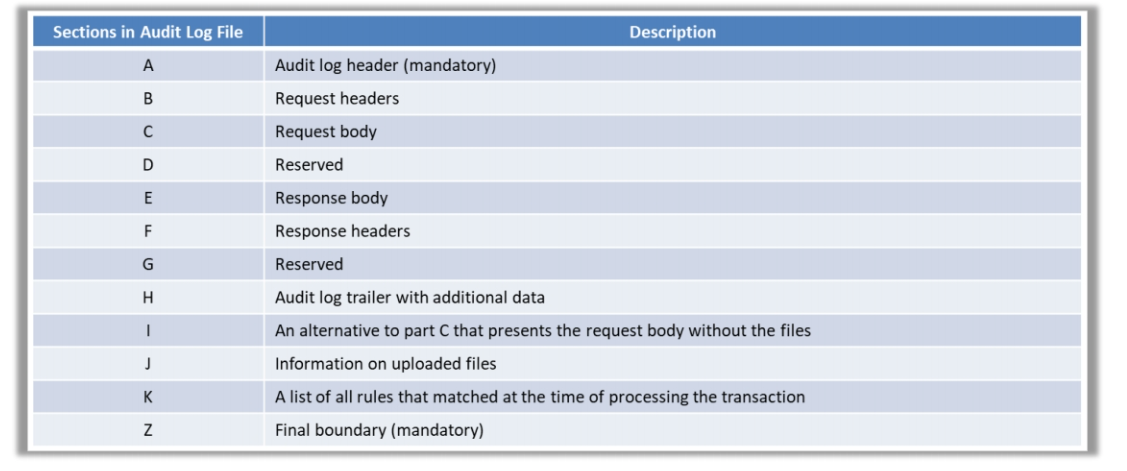 Sections in Audit Log File Description
A Audit log header (mandatory)
B Request headers
C Request body
D Reserved
E Response body
F Response headers
G Reserved
H Audit log trailer with additional data
I An alternative to part C that presents the request body without the files
J Information on uploaded files
K A list of all rules that matched at the time of processing the transaction
Z Final boundary (mandatory)